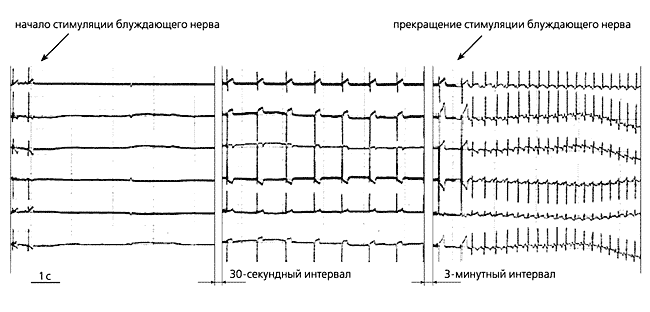 начало стимуляции блуждающего нерва
прекращение стимуляции блуждающего нерва
1 с
30-секундный интервал
3-минутный интервал